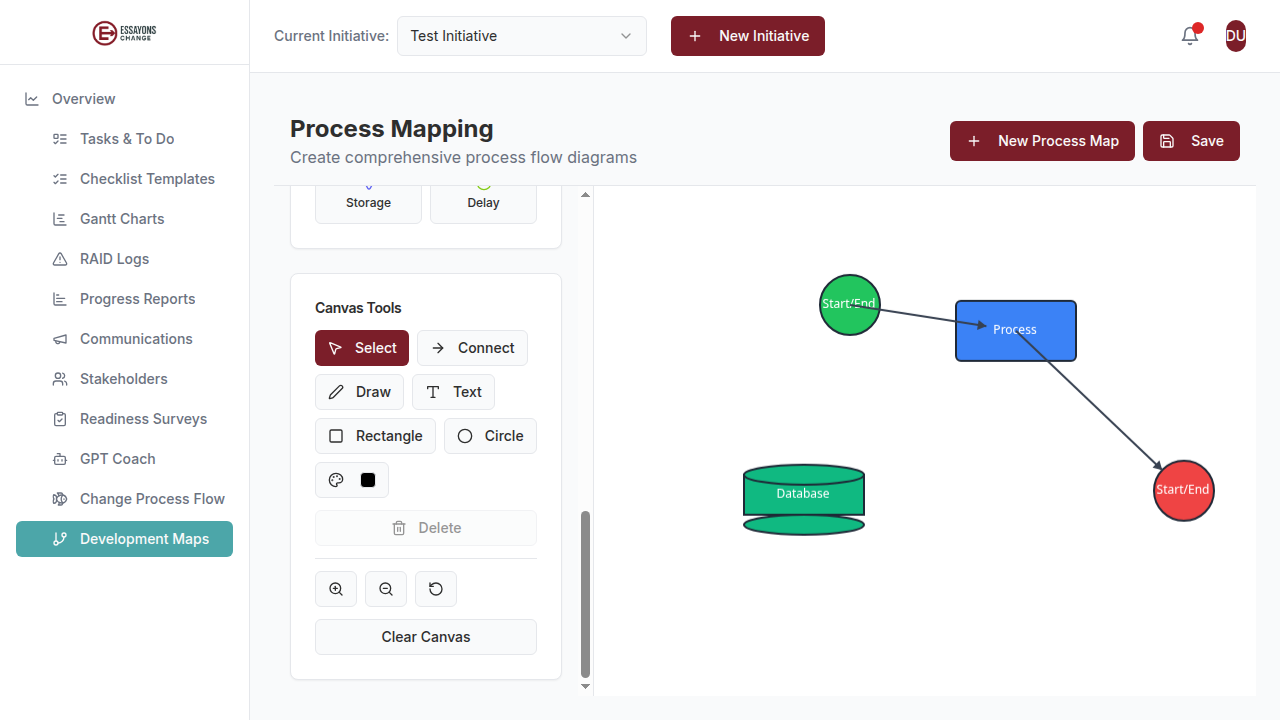 ESSAYONS
CHANGE
Current Initiative:
Test Initiative
New Initiative
DU
Overview
Tasks & To Do
Checklist Templates
Gantt Charts
RAID Logs
Progress Reports
Communications
Stakeholders
Readiness Surveys
GPT Coach
Change Process Flow
Development Maps
Process Mapping
Create comprehensive process flow diagrams
New Process Map
Save
Storage
Delay
Canvas Tools
Select
Connect
Draw
Text
Rectangle
Circle
Delete
Clear Canvas
Start/End
Process
Database
Start/End